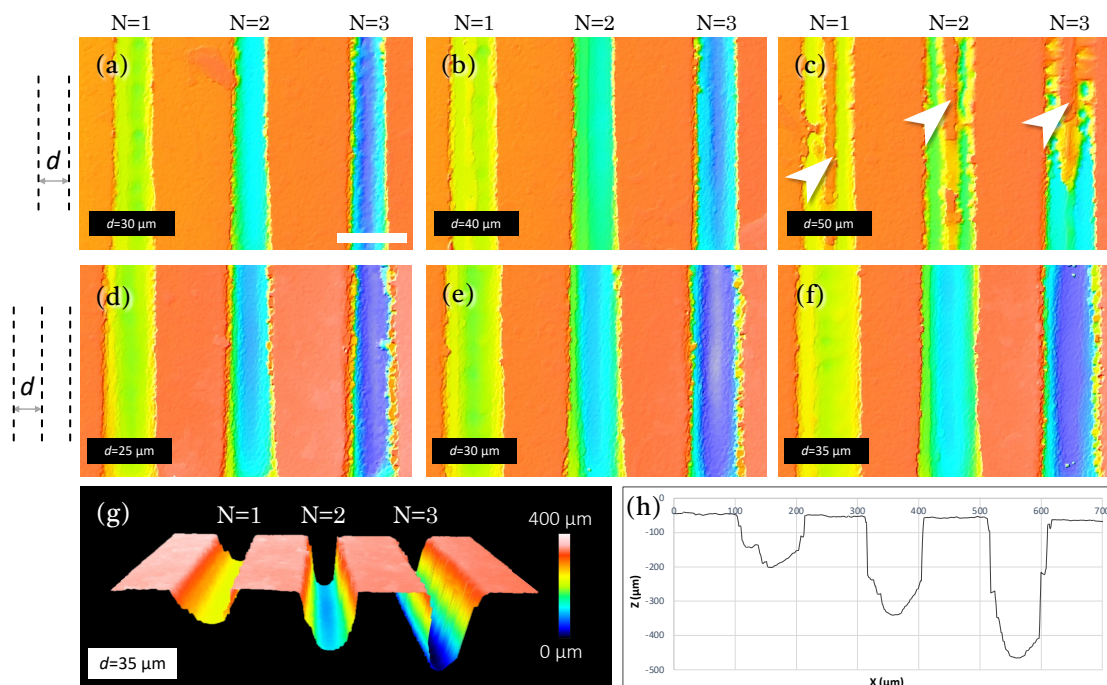 N=1 N=2 N=3 N=1 N=2 N=3 N=1 N=2 N=3
(a) (b) (c)
d
d=30 µm d=40 µm d=50 µm
(d) (e) (f)
d
d=25 µm d=30 µm d=35 µm
(g) N=1 N=2 N=3
400 µm
0 µm
d=35 µm
(h)
0
0 100 200 300 400 500 600 700
-100
-200
-300
-400
-500
Z (µm)
X (µm)